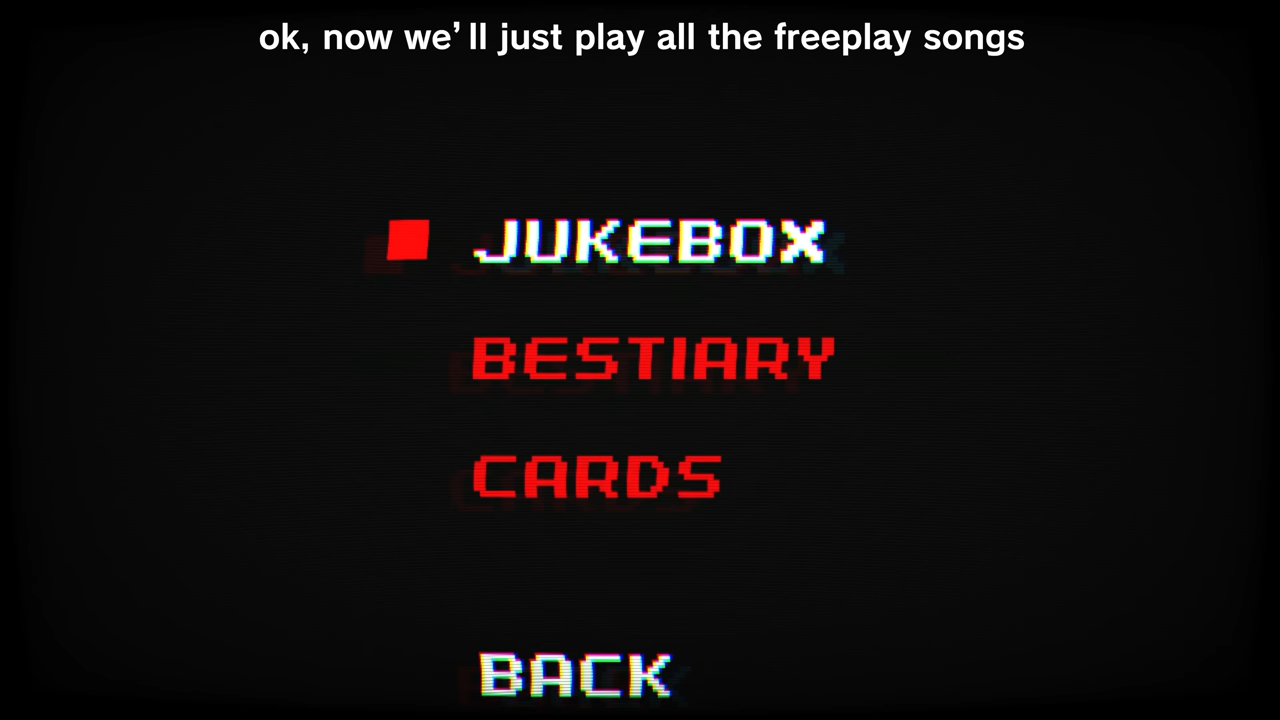 ok, now we'll just play all the freeplay songs
JUKEBOX
BESTIARY
CARDS
BACK